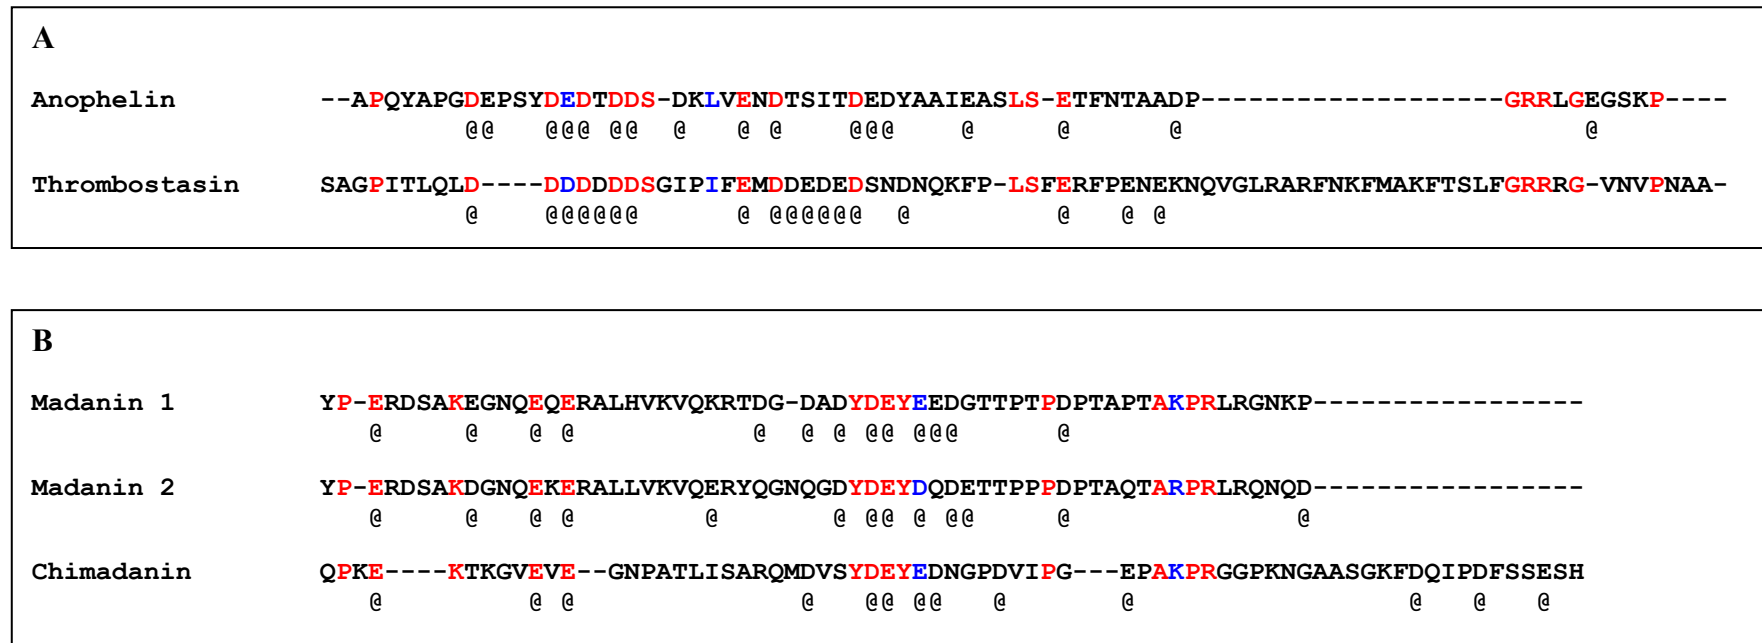 A
Anophelin --APQYAPGDEPSYDEDTDDS-DKLVENDTSITDEDYAAIEASLS-ETFNTAADP-------------------GRRLGEGSKP----
@@ @@@ @@ @ @ @ @@@ @ @ @ @
Thrombostasin SAGPITLQLD----DDDDDDSGIPIFEMDDEDEDSNDNQKFP-LSFERFPENEKNQVGLRARFNKFMAKFTSLFGRRRG-VNVPNAA-
@ @@@@@@ @ @@@@@@ @ @ @ @
B
Madanin 1 YP-ERDSAKEGNQEQERALHVKVQKRTDG-DADYDEYEEDGTTPTPDPTAPTAKPRLRGNKP-----------------
@ @ @ @ @ @ @ @@ @@@ @
Madanin 2 YP-ERDSAKDGNQEKERALLVKVQERYQGNQGDYDEYDQDETTPPPDPTAQTARPRLRQNQD-----------------
@ @ @ @ @ @ @@ @ @@ @ @
Chimadanin QPKE----KTKGVEVE--GNPATLISARQMDVSYDEYEDNGPDVIPG---EPAKPRGGPKNGAASGKFDQIPDFSSESH
@ @ @ @ @@ @@ @ @ @ @ @